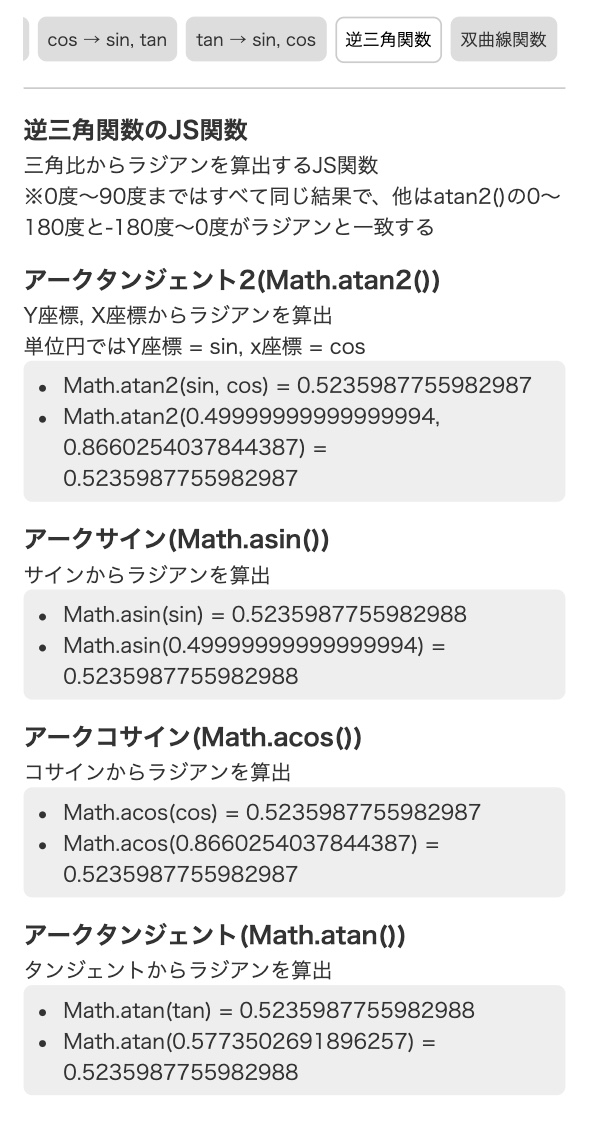 cos → sin, tan
tan → sin, cos
逆三角関数
双曲線関数
逆三角関数のJS関数
三角比からラジアンを算出するJS関数
※0度〜90度まではすべて同じ結果で、他はatan2()の0〜
180度と-180度〜0度がラジアンと一致する
アークタンジェント2(Math.atan2())
Y座標, X座標からラジアンを算出
単位円ではY座標 = sin, x座標 = cos
• Math.atan2(sin, cos) = 0.5235987755982987
• Math.atan2(0.49999999999999994,
0.8660254037844387) =
0.5235987755982987
アークサイン(Math.asin())
サインからラジアンを算出
• Math.asin(sin) = 0.5235987755982988
• Math.asin(0.49999999999999994) =
0.5235987755982988
アークコサイン(Math.acos())
コサインからラジアンを算出
• Math.acos(cos) = 0.5235987755982987
• Math.acos(0.8660254037844387) =
0.5235987755982987
アークタンジェント(Math.atan())
タンジェントからラジアンを算出
• Math.atan(tan) = 0.5235987755982988
• Math.atan(0.5773502691896257) =
0.5235987755982988